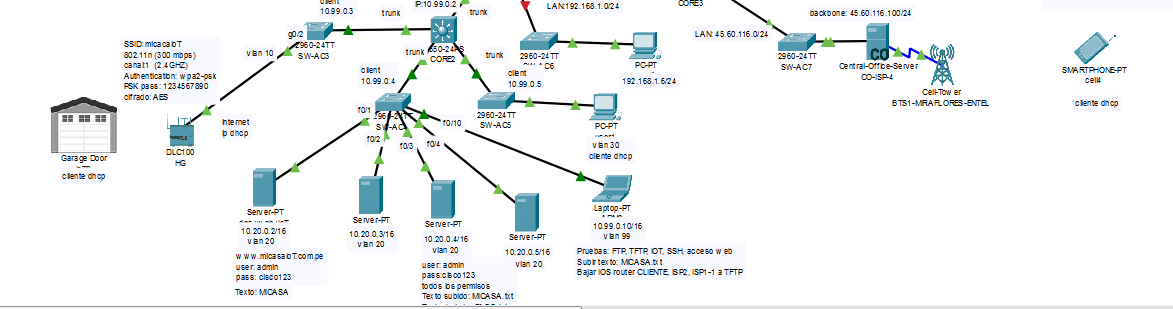 client
10.99.0.3
trunk
IP:10.99.0.2
trunk
LAN:192.168.1.0/24
CORE3
backbone: 45.60.116.100/24
LAN: 45.60.116.0/24
g0/2
2960-24TT
SW-AC3
SSID: micacaIoT
802.11n (300 mbps)
canal:1 (2.4GHZ)
Authentication: wpa2-psk
PSK pass: 1234567890
cifrado: AES
vlan 10
CORE2
trunk
trunk
2960-24TT
PC-PT
192.168.1.6/24
2960-24TT
SW-AC7
Central-Office-Server
CO-ISP-4
Cell-Tower
BTS1-MIRAFLORES-ENTEL
SMARTPHONE-PT
cell4
cliente dhcp
client
10.99.0.4
client
10.99.0.5
f0/1
2960-24TT
f0/10
2960-24TT
SW-AC5
PC-PT
vlan 30
cliente dhcp
Internet
ip dhcp
f0/2
f0/3
f0/4
Garage Door
cliente dhcp
DLC100
HG
Server-PT
10.20.0.2/16
vlan 20
Server-PT
10.20.0.3/16
vlan 20
Server-PT
10.20.0.4/16
vlan 20
Server-PT
10.20.0.5/16
vlan 20
Laptop-PT
10.99.0.10/16
vlan 99
www.micasaIoT.com.pe
user: admin
pass: cisco123
Texto: MICASA
user: admin
pass:cisco123
todos los permisos
Texto subido: MICASA.txt
Pruebas: FTP, TFTP, IOT, SSH, acceso web
Subir texto: MICASA.txt
Bajar IOS router CLIENTE, ISP2, ISP1-1 a TFTP